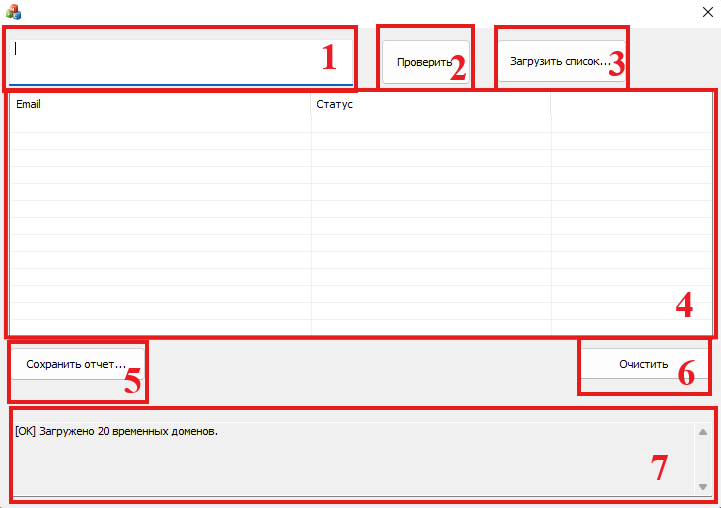 1
Проверить 2
Загрузить список... 3
Email Статус
4
Сохранить отчет... 5
Очистить 6
[OK] Загружено 20 временных доменов.
7